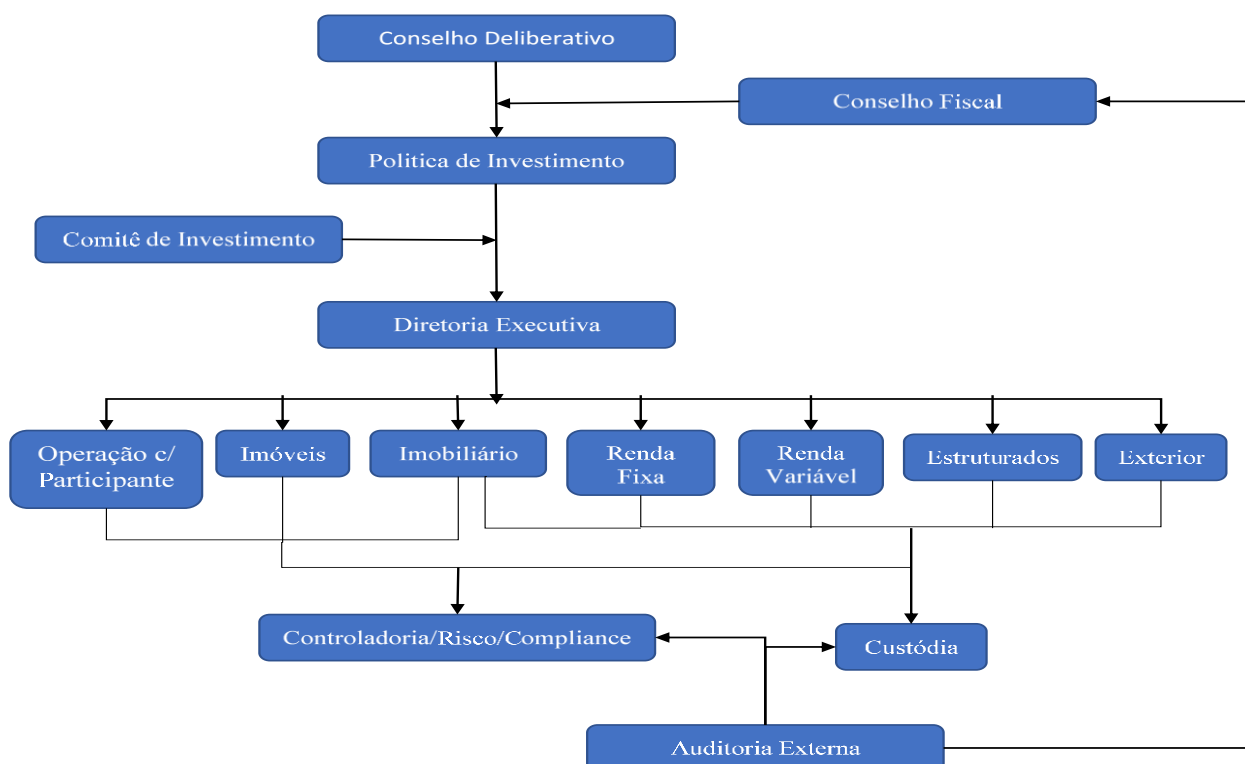 Conselho Deliberativo
Conselho Fiscal
Politica de Investimento
Comitê de Investimento
Diretoria Executiva
Operação c/
Participante
Imóveis
Imobiliário
Renda
Fixa
Renda
Variável
Estruturados
Exterior
Controladoria/Risco/Compliance
Custódia
Auditoria Externa